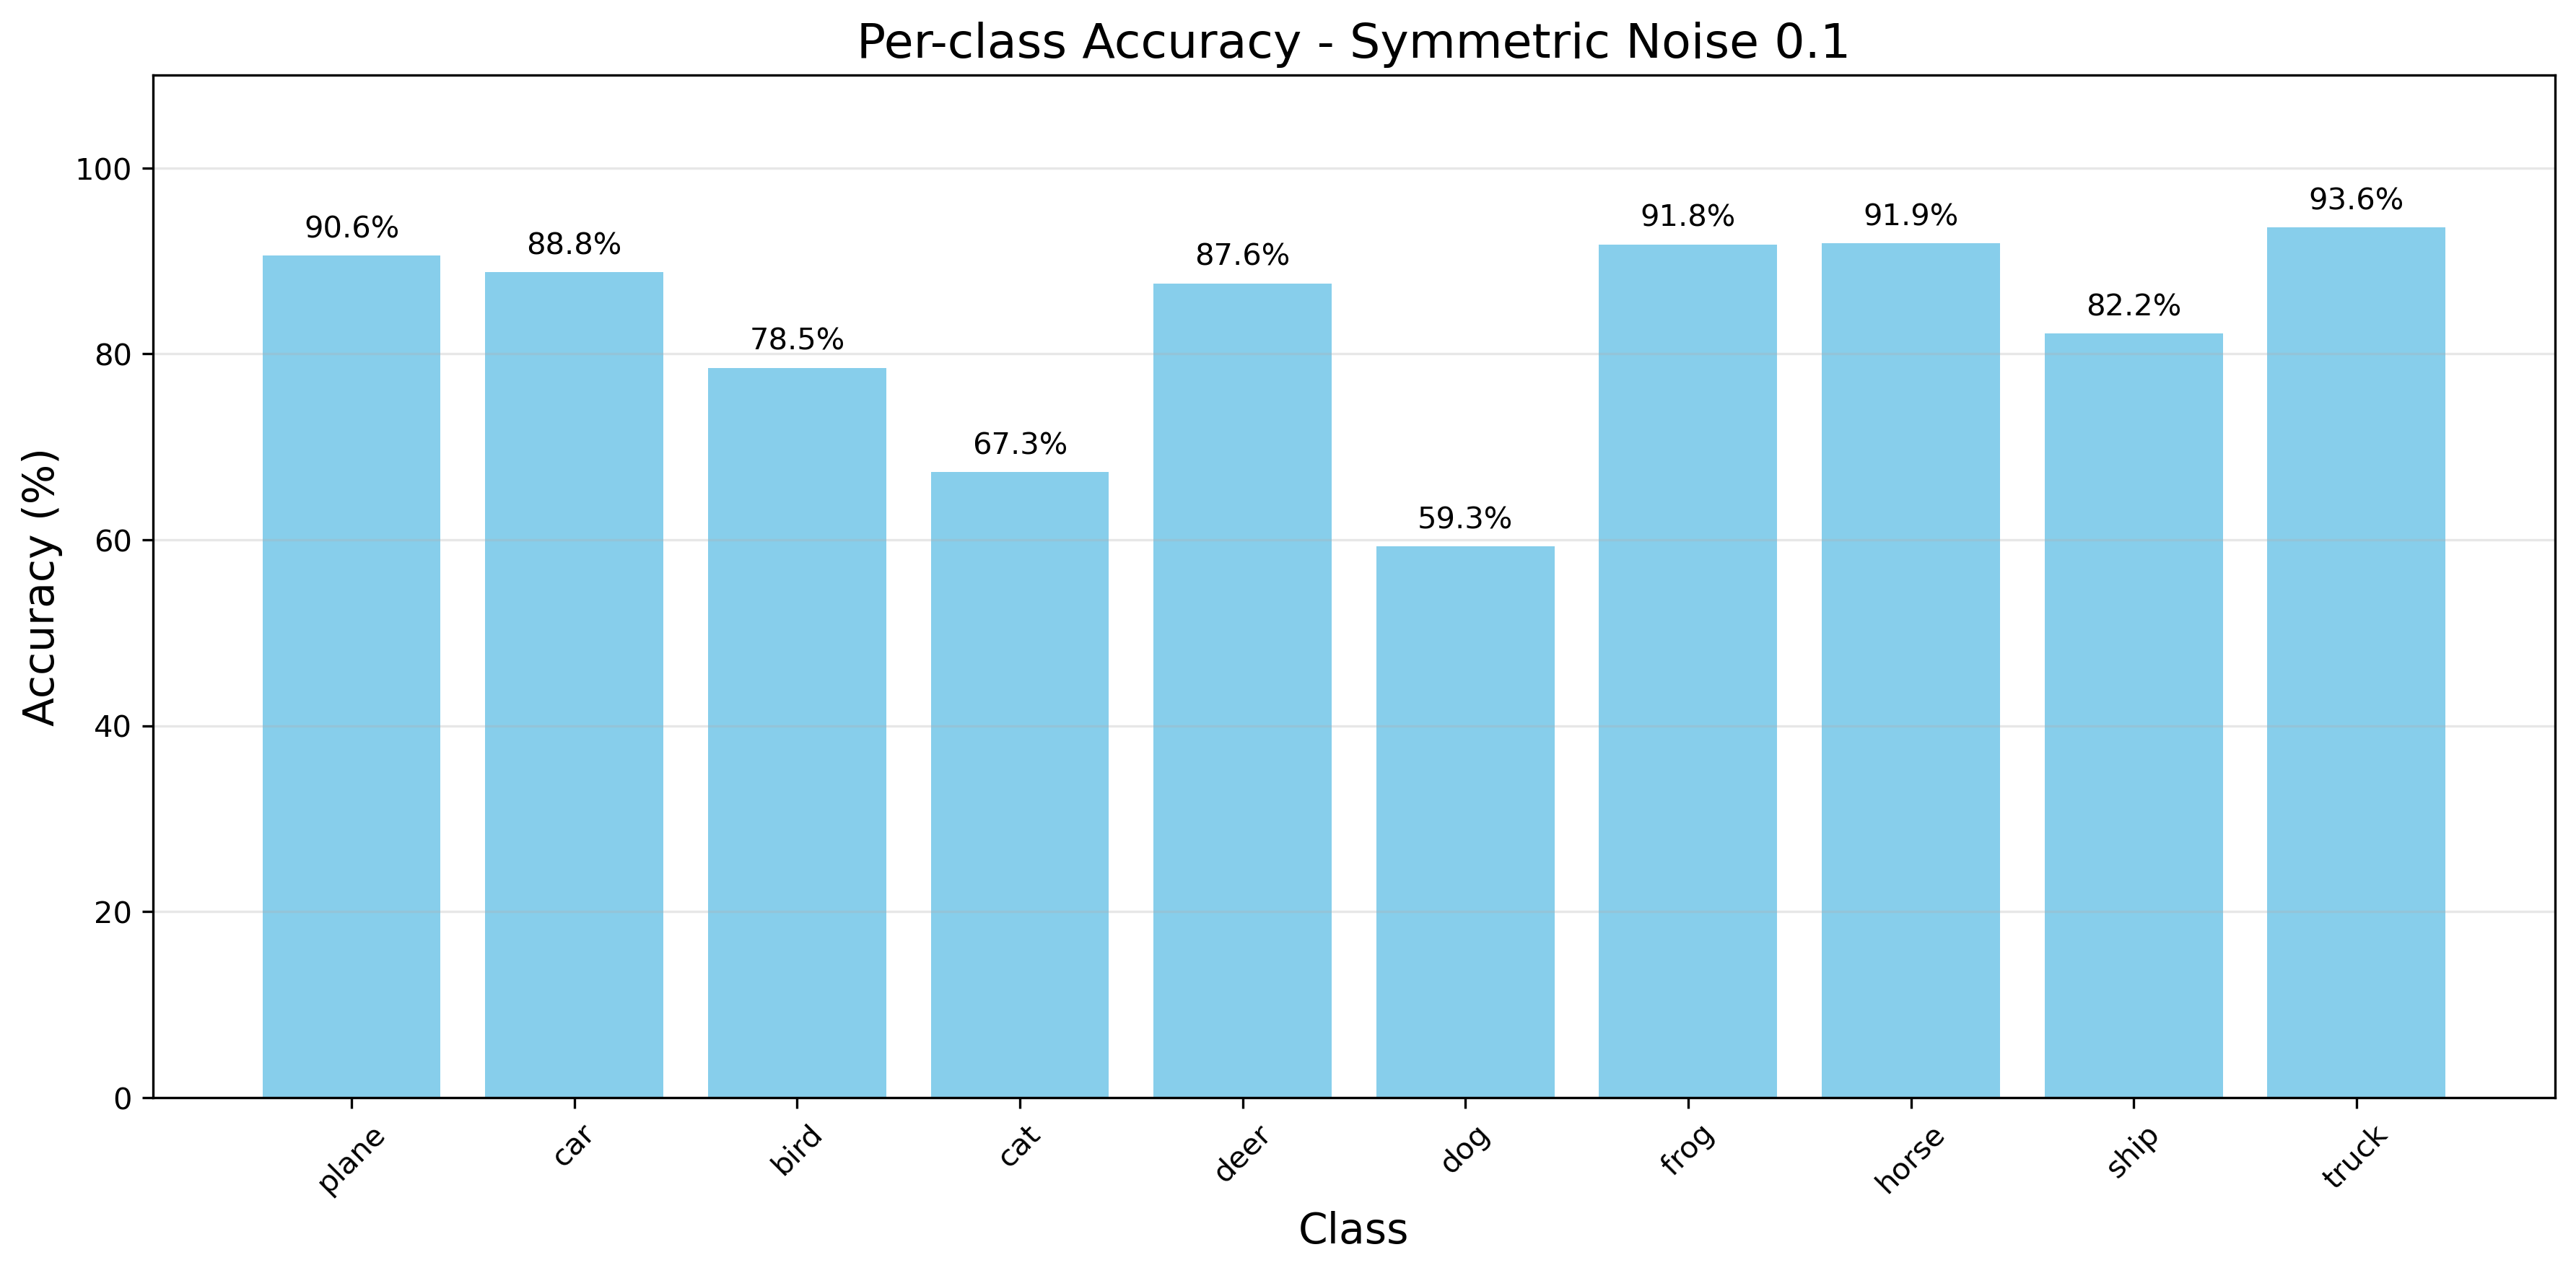 Per-class Accuracy - Symmetric Noise 0.1
Accuracy (%)
100
80
60
40
20
0
90.6%
88.8%
78.5%
67.3%
87.6%
59.3%
91.8%
91.9%
82.2%
93.6%
plane
car
bird
cat
deer
dog
frog
horse
ship
truck
Class